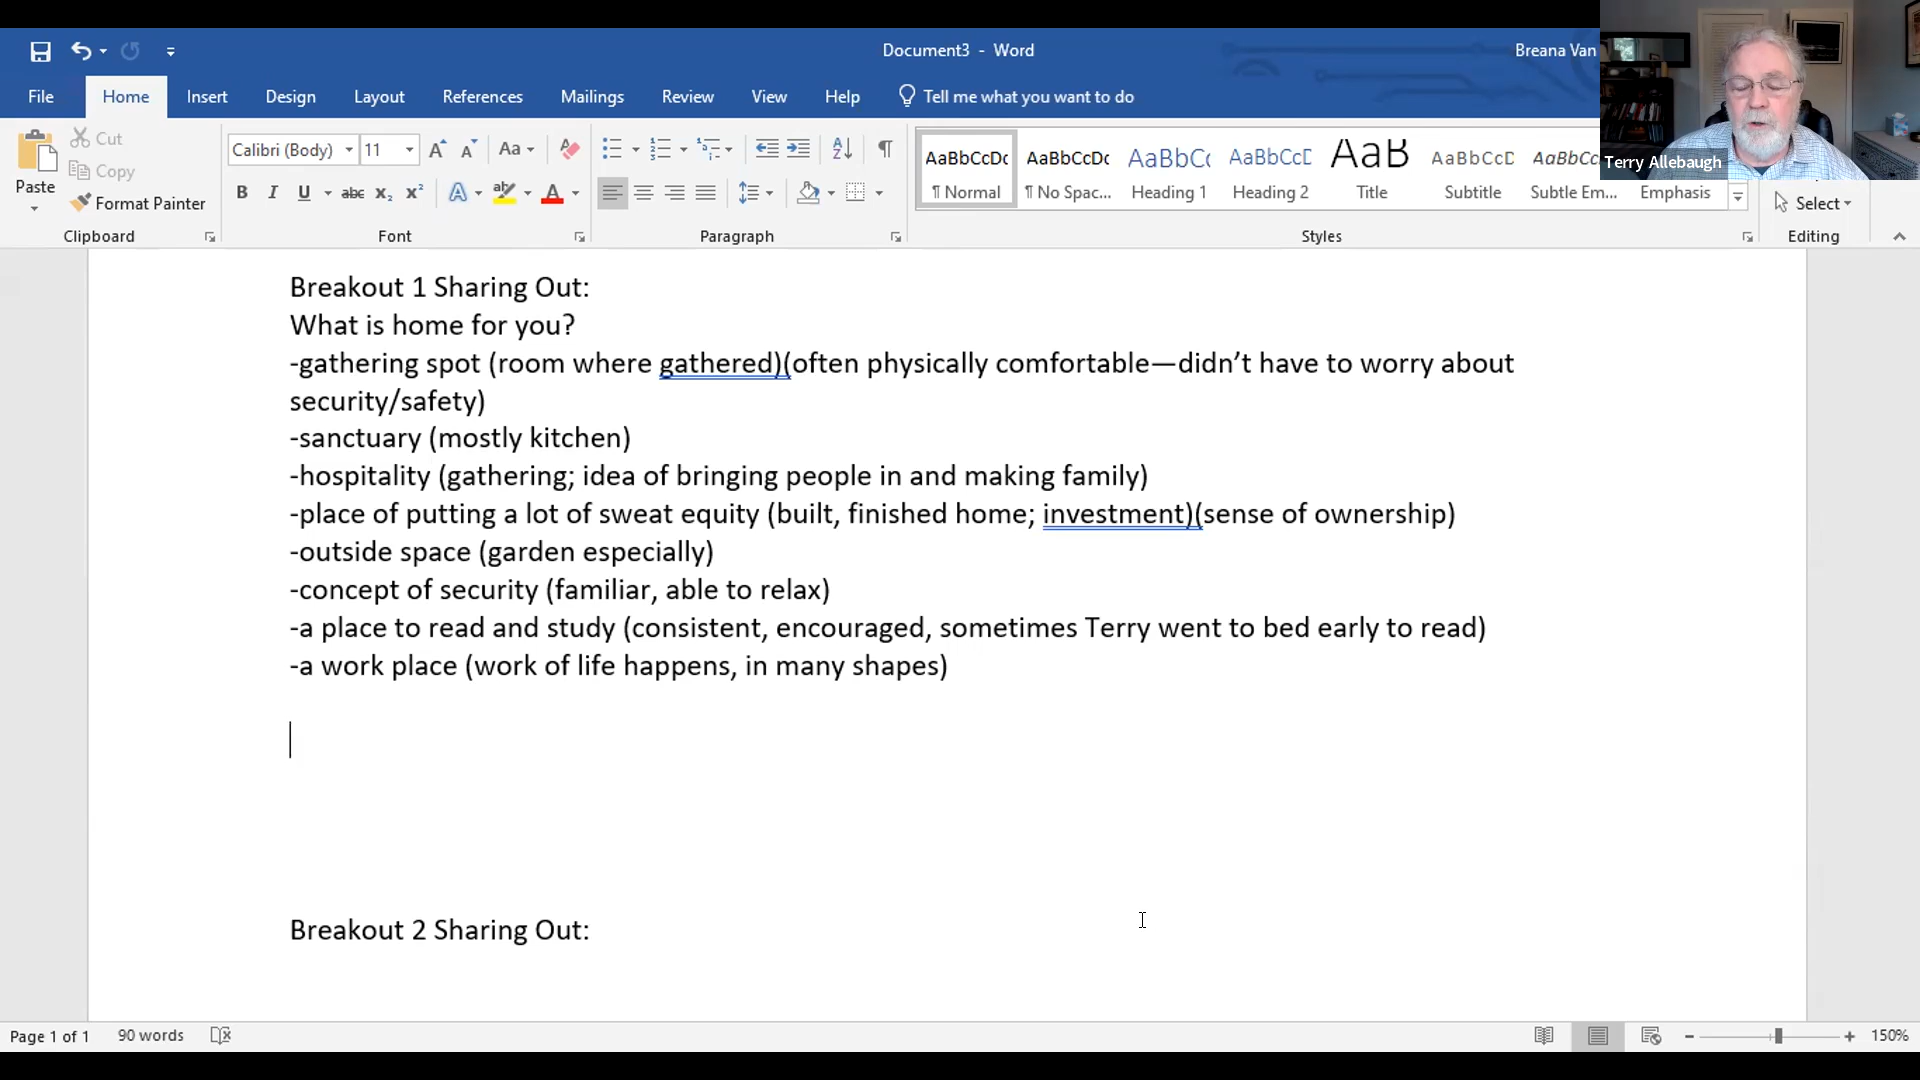 Document3 - Word
Breana Van
File Home Insert Design Layout References Mailings Review View Help Tell me what you want to do
Terry Allebaugh
Paste
Cut
Copy
Format Painter
Clipboard
Calibri (Body) 11
Font
Paragraph
AaBbCcDc AaBbCcDc AaBbC AaBbCcD AaB AaBbCcD AaBbCc
¶ Normal ¶ No Spac... Heading 1 Heading 2 Title Subtitle Subtle Em... Emphasis
Styles
Select
Editing
Breakout 1 Sharing Out:
What is home for you?
-gathering spot (room where gathered)(often physically comfortable—didn’t have to worry about
security/safety)
-sanctuary (mostly kitchen)
-hospitality (gathering; idea of bringing people in and making family)
-place of putting a lot of sweat equity (built, finished home; investment)(sense of ownership)
-outside space (garden especially)
-concept of security (familiar, able to relax)
-a place to read and study (consistent, encouraged, sometimes Terry went to bed early to read)
-a work place (work of life happens, in many shapes)
Breakout 2 Sharing Out:
Page 1 of 1 90 words 150%